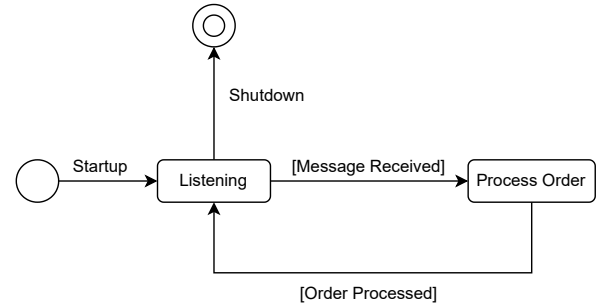 Shutdown
Startup
Listening
[Message Received]
Process Order
[Order Processed]